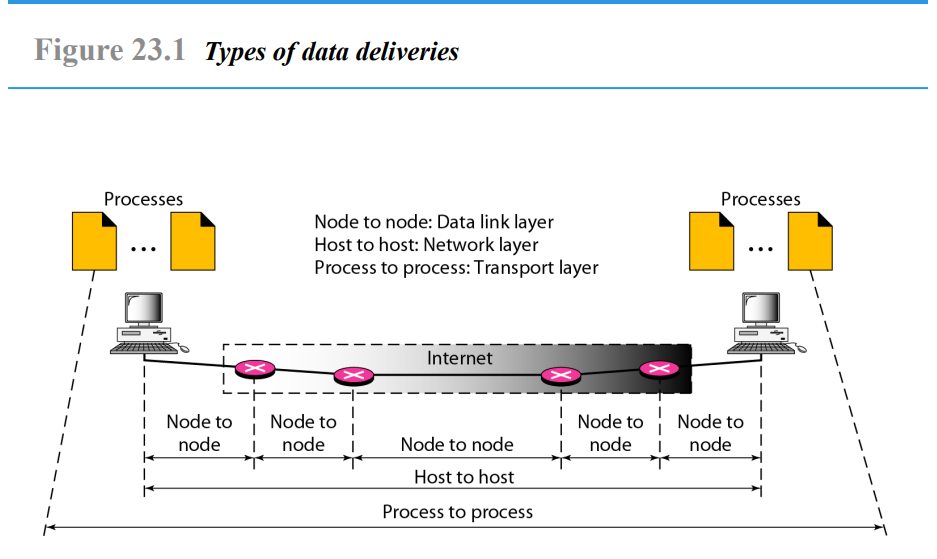 Figure 23.1 Types of data deliveries
Processes
Processes
Node to node: Data link layer
Host to host: Network layer
Process to process: Transport layer
Internet
Node to
node
Node to
node
Node to node
Node to
node
Node to
node
Host to host
Process to process